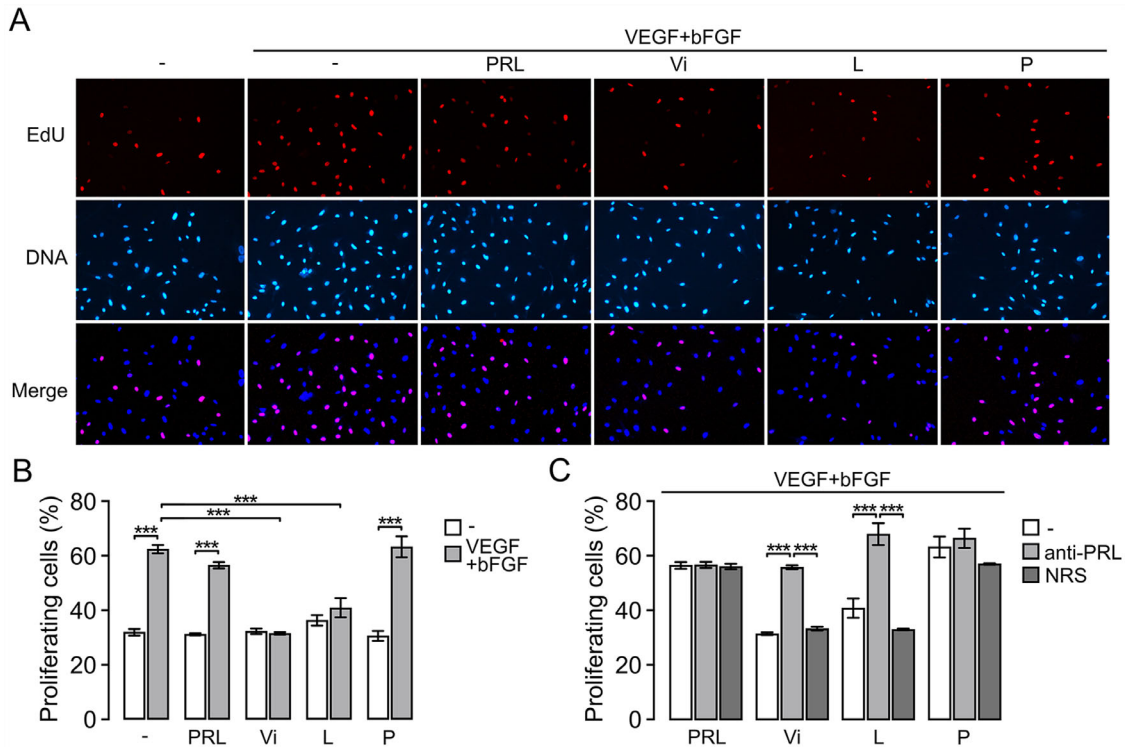 A
VEGF+bFGF
- - PRL Vi L P
EdU
DNA
Merge
B
Proliferating cells (%)
80
60
40
20
0
*** *** *** *** ***
-
VEGF
+bFGF
- PRL Vi L P
C
VEGF+bFGF
Proliferating cells (%)
80
60
40
20
0
*** *** *** ***
-
anti-PRL
NRS
PRL Vi L P